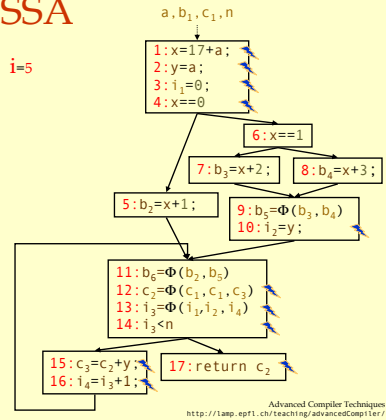 SSA
a,b₁,c₁,n
i=5
1:x=17+a;
2:y=a;
3:i₁=0;
4:x==0
6:x==1
7:b₃=x+2;
8:b₄=x+3;
5:b₂=x+1;
9:b₅=Φ(b₃,b₄)
10:i₂=y;
11:b₆=Φ(b₂,b₅)
12:c₂=Φ(c₁,c₁,c₃)
13:i₃=Φ(i₁,i₂,i₄)
14:i₃<n
15:c₃=c₂+y;
16:i₄=i₃+1;
17:return c₂
Advanced Compiler Techniques
http://lamp.epfl.ch/teaching/advancedCompiler/